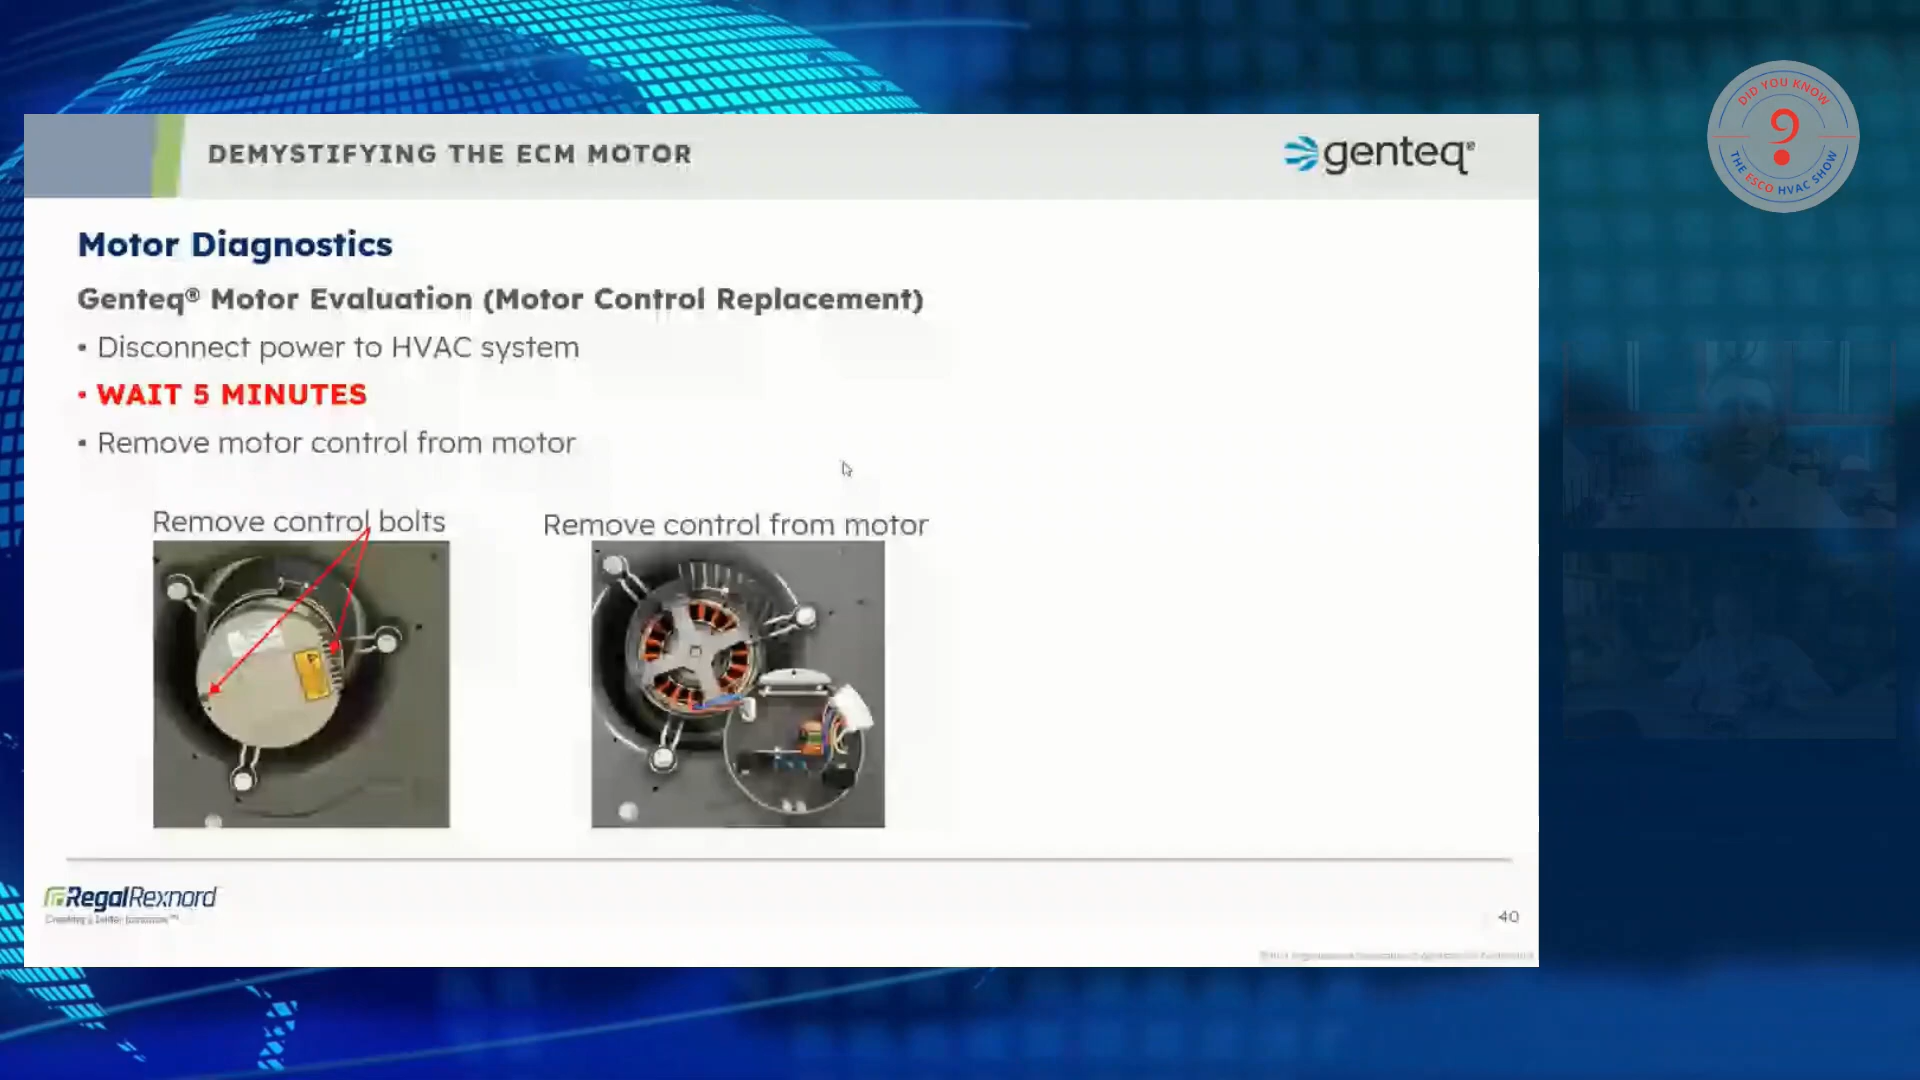 DEMYSTIFYING THE ECM MOTOR
genteq®
DID YOU KNOW
?
THE ESCO HVAC SHOW
Motor Diagnostics
Genteq® Motor Evaluation (Motor Control Replacement)
• Disconnect power to HVAC system
• WAIT 5 MINUTES
• Remove motor control from motor
Remove control bolts
Remove control from motor
RegalRexnord
40